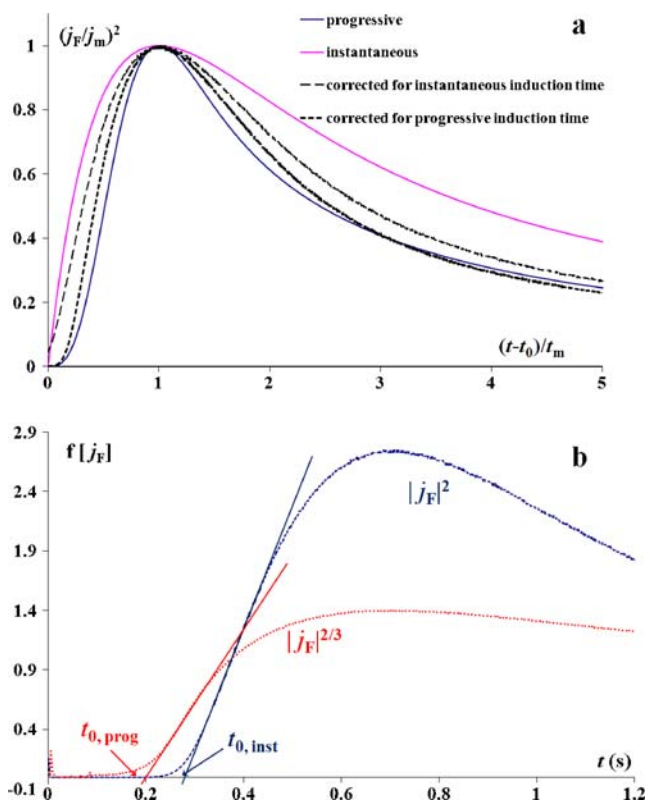 (jF/jm)2
a
progressive
instantaneous
corrected for instantaneous induction time
corrected for progressive induction time
1
0.8
0.6
0.4
0.2
0
(t-t0)/tm
0 1 2 3 4 5
f [jF]
b
2.9
2.4
1.9
1.4
0.9
0.4
-0.1
|jF|2
|jF|2/3
t0, prog
t0, inst
t (s)
0 0.2 0.4 0.6 0.8 1 1.2